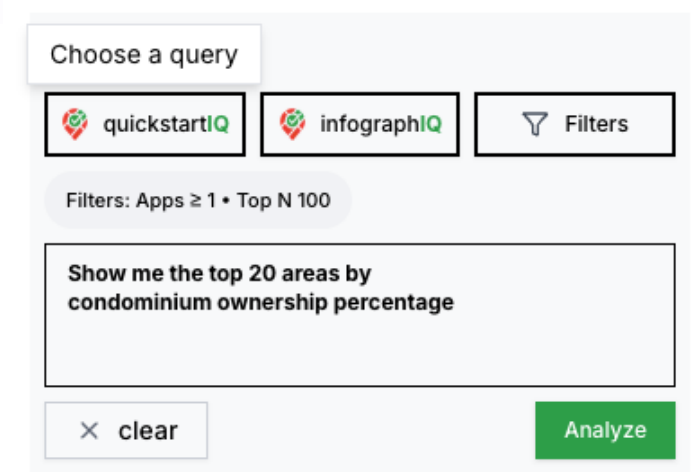 Choose a query
quickstartIQ
infographIQ
Filters
Filters: Apps ≥ 1 • Top N 100
Show me the top 20 areas by
condominium ownership percentage
clear
Analyze